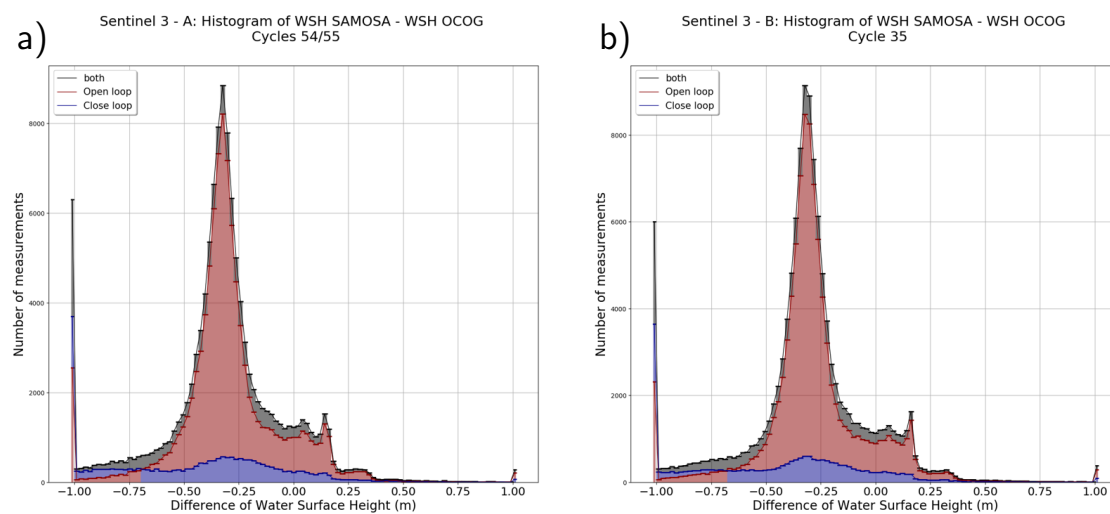 a)
Sentinel 3 - A: Histogram of WSH SAMOSA - WSH OCOG
Cycles 54/55
both
Open loop
Close loop
Number of measurements
8000
6000
4000
2000
0
−1.00 −0.75 −0.50 −0.25 0.00 0.25 0.50 0.75 1.00
Difference of Water Surface Height (m)
b)
Sentinel 3 - B: Histogram of WSH SAMOSA - WSH OCOG
Cycle 35
both
Open loop
Close loop
Number of measurements
8000
6000
4000
2000
0
−1.00 −0.75 −0.50 −0.25 0.00 0.25 0.50 0.75 1.00
Difference of Water Surface Height (m)